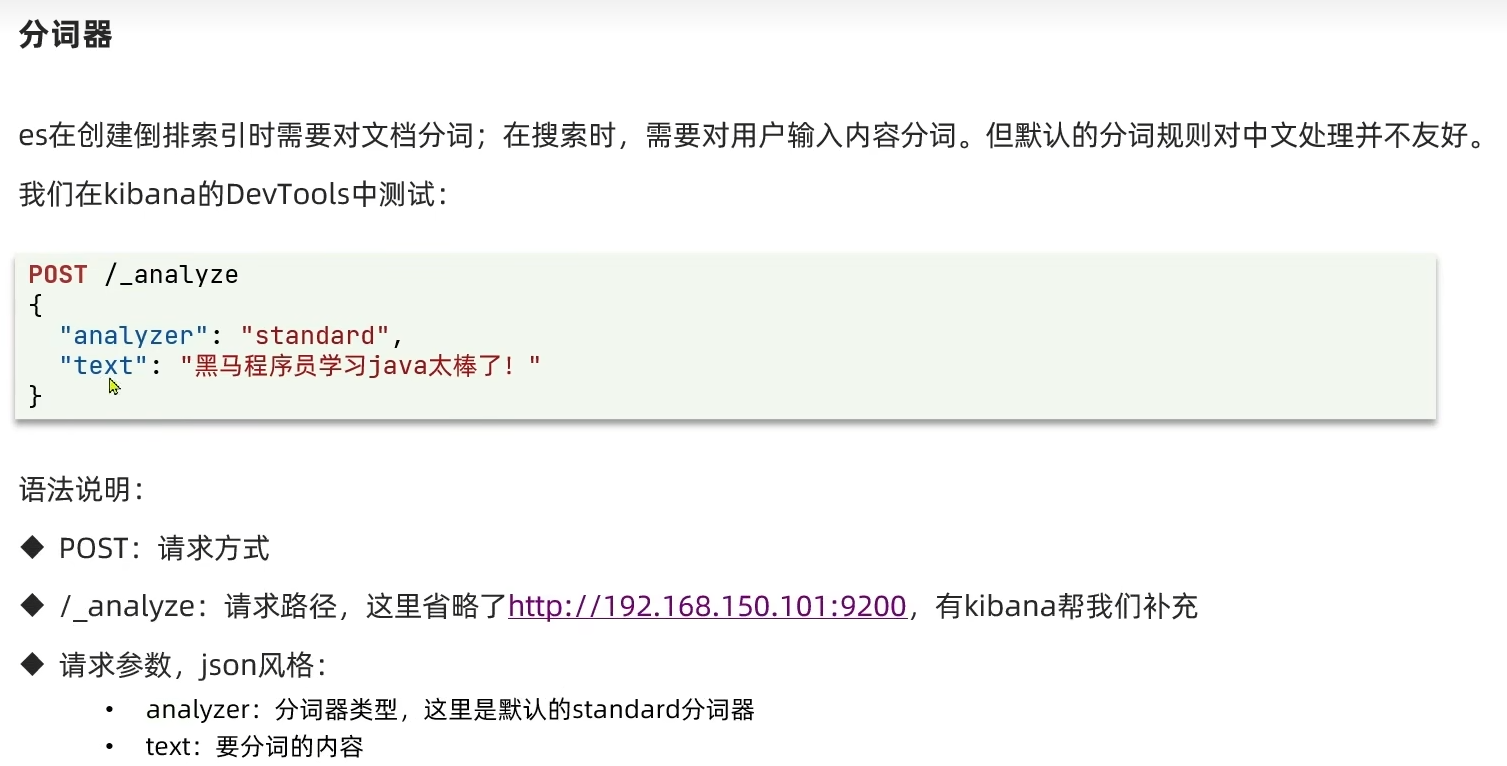 分词器
es在创建倒排索引时需要对文档分词；在搜索时，需要对用户输入内容分词。但默认的分词规则对中文处理并不友好。
我们在kibana的DevTools中测试：
POST /_analyze
{
  "analyzer": "standard",
  "text": "黑马程序员学习java太棒了！"
}
语法说明：
◆ POST：请求方式
◆ /_analyze：请求路径，这里省略了http://192.168.150.101:9200，有kibana帮我们补充
◆ 请求参数，json风格：
• analyzer：分词器类型，这里是默认的standard分词器
• text：要分词的内容